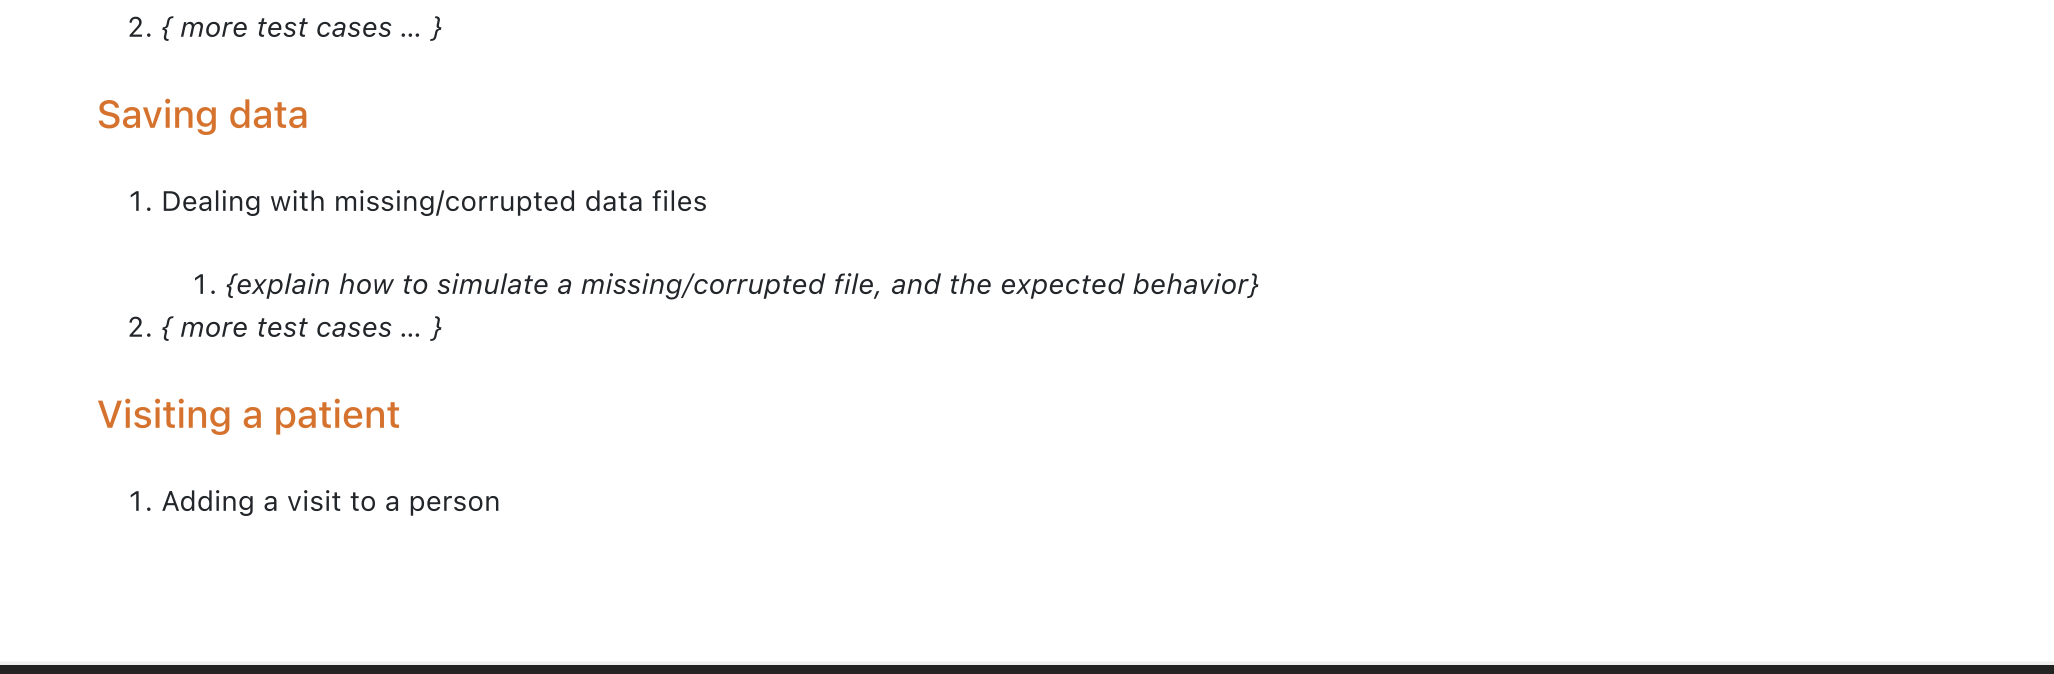 2. { more test cases … }
Saving data
1. Dealing with missing/corrupted data files
1. {explain how to simulate a missing/corrupted file, and the expected behavior}
2. { more test cases … }
Visiting a patient
1. Adding a visit to a person